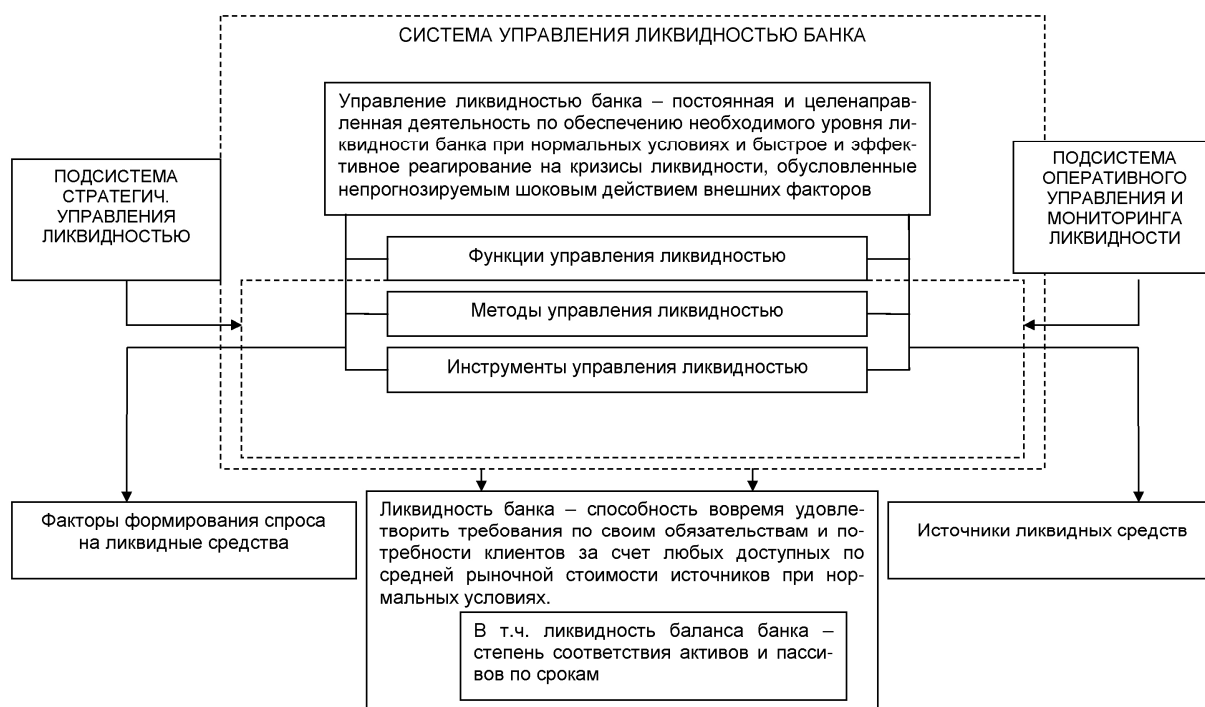 СИСТЕМА УПРАВЛЕНИЯ ЛИКВИДНОСТЬЮ БАНКА
Управление ликвидностью банка – постоянная и целенаправ-
ленная деятельность по обеспечению необходимого уровня ли-
квидности банка при нормальных условиях и быстрое и эффек-
тивное реагирование на кризисы ликвидности, обусловленные
непрогнозируемым шоковым действием внешних факторов
ПОДСИСТЕМА
СТРАТЕГИЧ.
УПРАВЛЕНИЯ
ЛИКВИДНОСТЬЮ
ПОДСИСТЕМА
ОПЕРАТИВНОГО
УПРАВЛЕНИЯ И
МОНИТОРИНГА
ЛИКВИДНОСТИ
Функции управления ликвидностью
Методы управления ликвидностью
Инструменты управления ликвидностью
Факторы формирования спроса
на ликвидные средства
Ликвидность банка – способность вовремя удовле-
творить требования по своим обязательствам и по-
требности клиентов за счет любых доступных по
средней рыночной стоимости источников при нор-
мальных условиях.
В т.ч. ликвидность баланса банка –
степень соответствия активов и пасси-
вов по срокам
Источники ликвидных средств